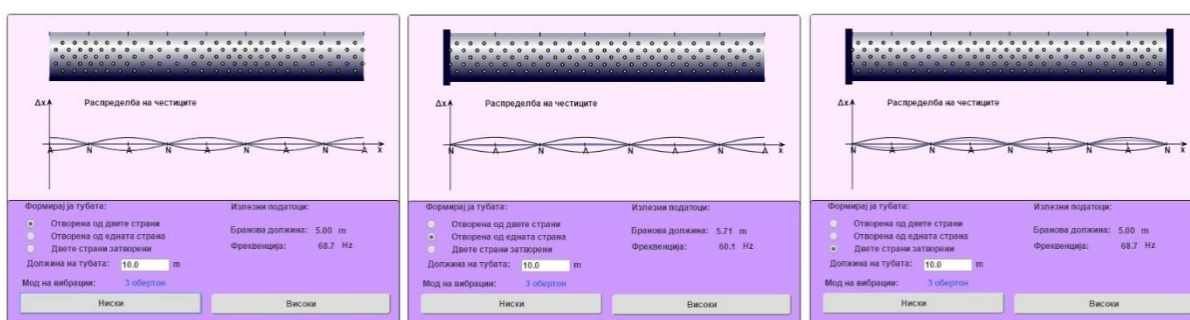 Δx Распределба на честиците
A N A N A N A N A x
Формирај ја тубата: Излезни податоци:
Отворена од двете страни
Отворена од едната страна
Двете страни затворени
Бранова должина: 5.00 m
Фреквенција: 68.7 Hz
Должина на тубата: 10.0 m
Мод на вибрации: 3 обертон
Ниски Високи
Δx Распределба на честиците
N A N A N A N A x
Формирај ја тубата: Излезни податоци:
Отворена од двете страни
Отворена од едната страна
Двете страни затворени
Бранова должина: 5.71 m
Фреквенција: 60.1 Hz
Должина на тубата: 10.0 m
Мод на вибрации: 3 обертон
Ниски Високи
Δx Распределба на честиците
N A N A N A N A N x
Формирај ја тубата: Излезни податоци:
Отворена од двете страни
Отворена од едната страна
Двете страни затворени
Бранова должина: 5.00 m
Фреквенција: 68.7 Hz
Должина на тубата: 10.0 m
Мод на вибрации: 3 обертон
Ниски Високи